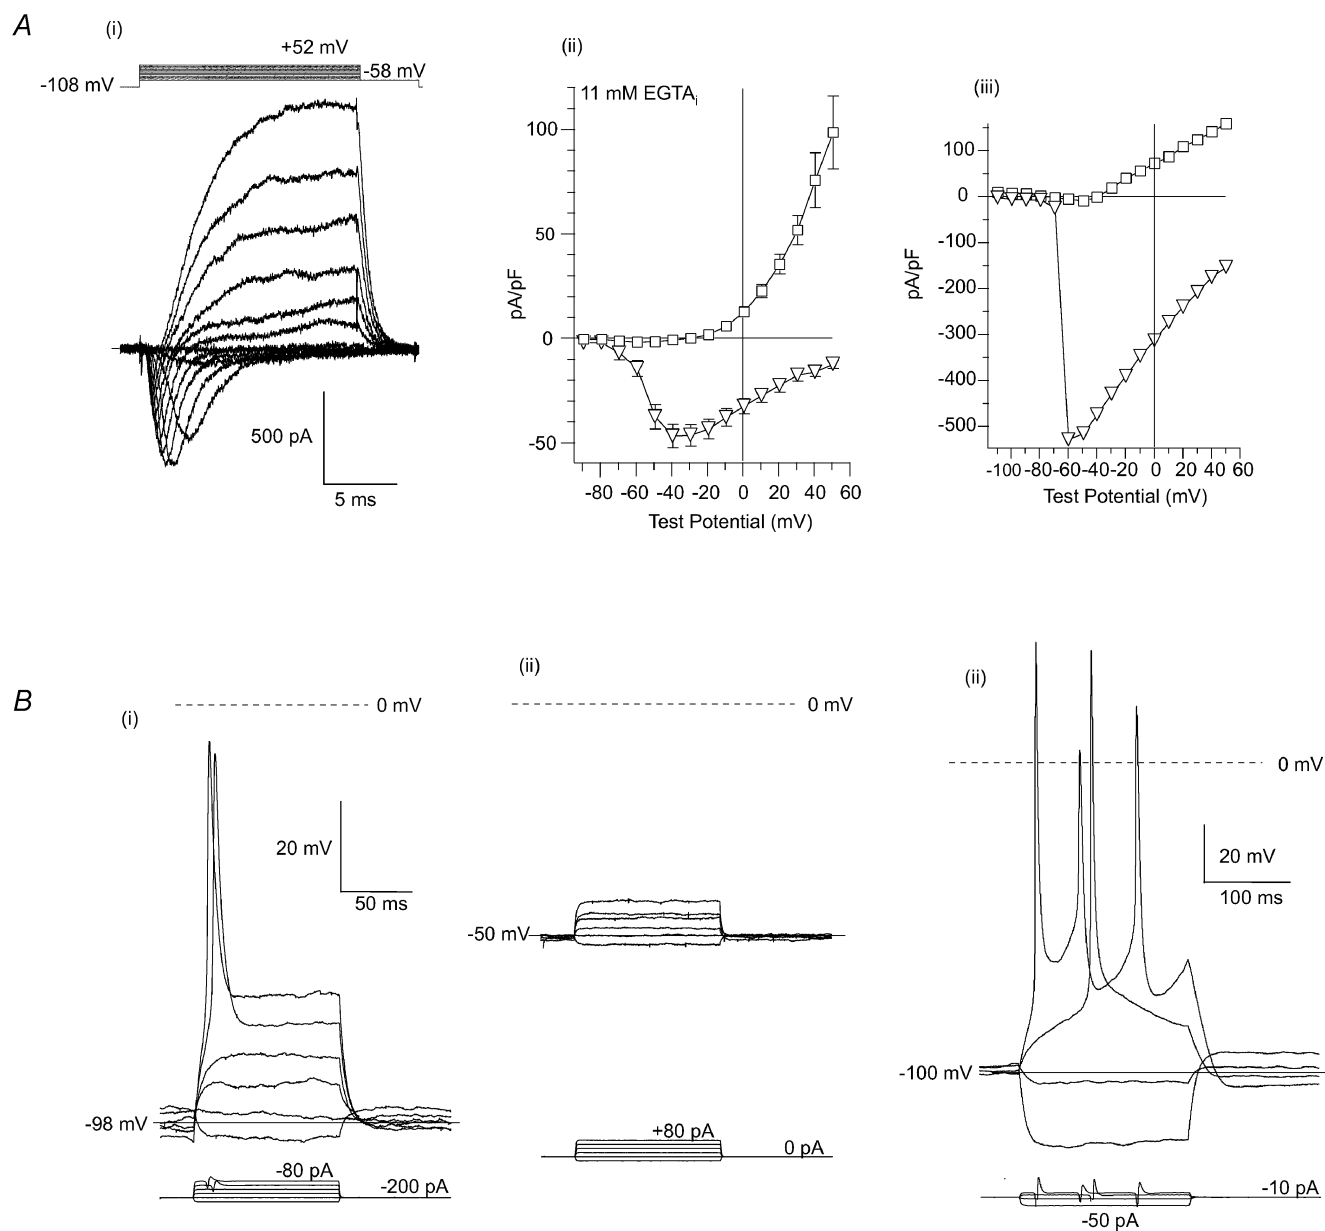 A
(i)
+52 mV
-58 mV
-108 mV
500 pA
5 ms
(ii)
11 mM EGTAi
100
50
0
-50
pA/pF
-80 -60 -40 -20 0 20 40 60
Test Potential (mV)
(iii)
100
0
-100
-200
-300
-400
-500
pA/pF
-100 -80 -60 -40 -20 0 20 40 60
Test Potential (mV)
B
(i)
0 mV
20 mV
50 ms
-98 mV
-80 pA
-200 pA
(ii)
0 mV
-50 mV
+80 pA
0 pA
(ii)
0 mV
20 mV
100 ms
-100 mV
-10 pA
-50 pA